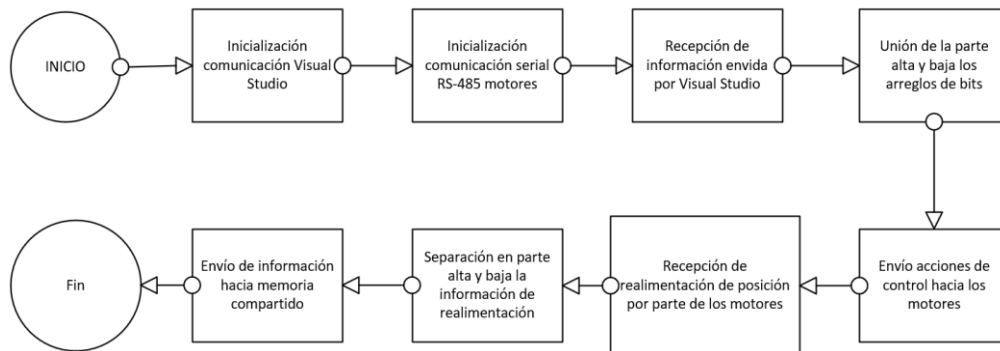 INICIO
Inicialización
comunicación Visual
Studio
Inicialización
comunicación serial
RS-485 motores
Recepción de
información envida
por Visual Studio
Unión de la parte
alta y baja los
arreglos de bits
Envío acciones de
control hacia los
motores
Recepción de
realimentación de posición
por parte de los motores
Separación en parte
alta y baja la
información de
realimentación
Envío de información
hacia memoria
compartido
Fin